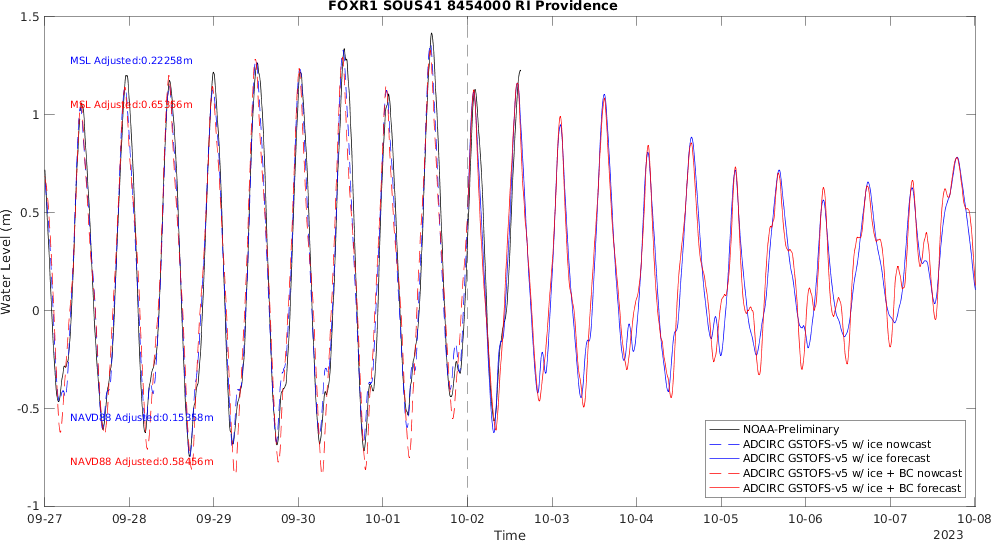 FOXR1 SOUS41 8454000 RI Providence
1.5
1
0.5
0
-0.5
-1
Water Level (m)
MSL Adjusted:0.22258m
MSL Adjusted:0.65366m
NAVD88 Adjusted:0.15358m
NAVD88 Adjusted:0.58466m
NOAA-Preliminary
ADCIRC GSTOFS-v5 w/ ice nowcast
ADCIRC GSTOFS-v5 w/ ice forecast
ADCIRC GSTOFS-v5 w/ ice + BC nowcast
ADCIRC GSTOFS-v5 w/ ice + BC forecast
09-27 09-28 09-29 09-30 10-01 10-02 10-03 10-04 10-05 10-06 10-07 10-08
Time
2023